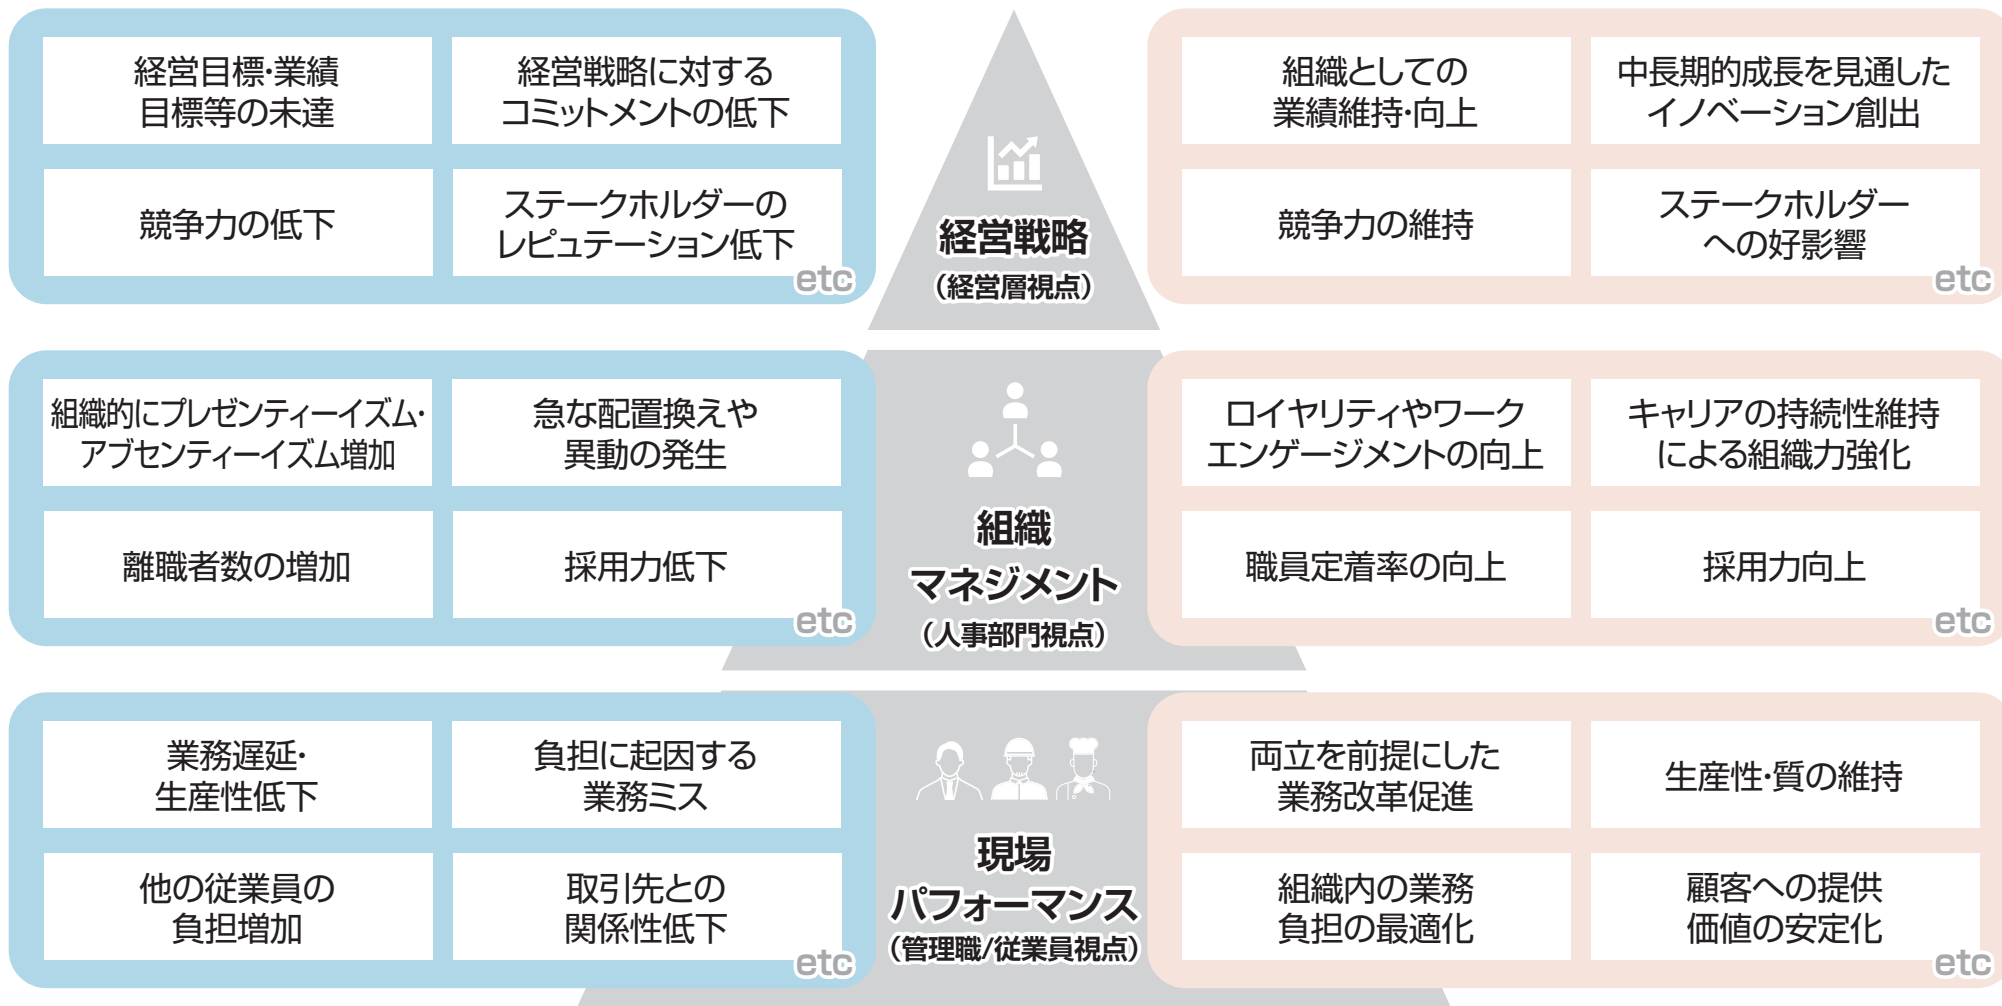 経営目標・業績
目標等の未達
経営戦略に対する
コミットメントの低下
競争力の低下
ステークホルダーの
レピュテーション低下
etc
経営戦略
（経営層視点）
組織としての
業績維持・向上
中長期的成長を見通した
イノベーション創出
競争力の維持
ステークホルダー
への好影響
etc
組織的にプレゼンティーイズム・
アブセンティーイズム増加
急な配置換えや
異動の発生
離職者数の増加
採用力低下
etc
組織
マネジメント
（人事部門視点）
ロイヤリティやワーク
エンゲージメントの向上
キャリアの持続性維持
による組織力強化
職員定着率の向上
採用力向上
etc
業務遅延・
生産性低下
負担に起因する
業務ミス
他の従業員の
負担増加
取引先との
関係性低下
etc
現場
パフォーマンス
（管理職/従業員視点）
両立を前提にした
業務改革促進
生産性・質の維持
組織内の業務
負担の最適化
顧客への提供
価値の安定化
etc